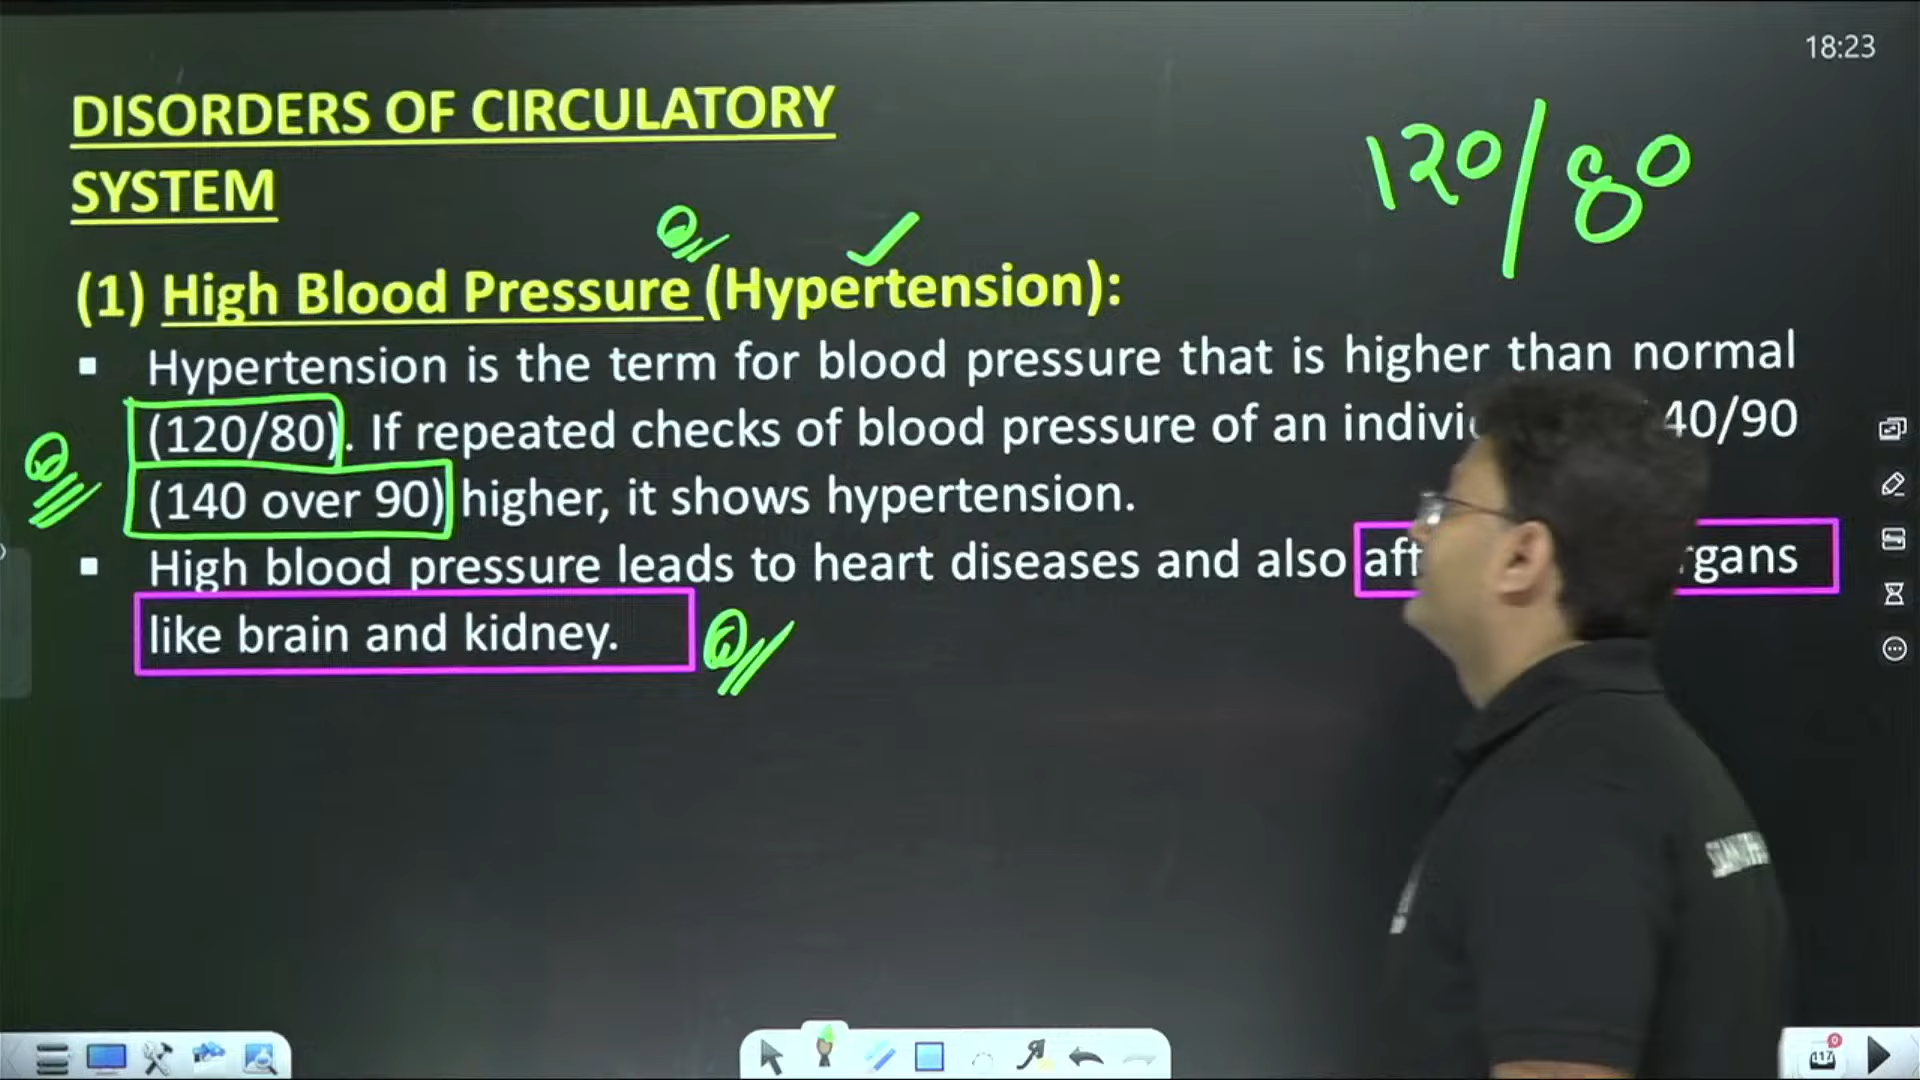 18:23
DISORDERS OF CIRCULATORY
SYSTEM
120/80
(1) High Blood Pressure (Hypertension):
▪ Hypertension is the term for blood pressure that is higher than normal
(120/80). If repeated checks of blood pressure of an 40/90
(140 over 90) higher, it shows hypertension.
▪ High blood pressure leads to heart diseases and also
like brain and kidney.
117